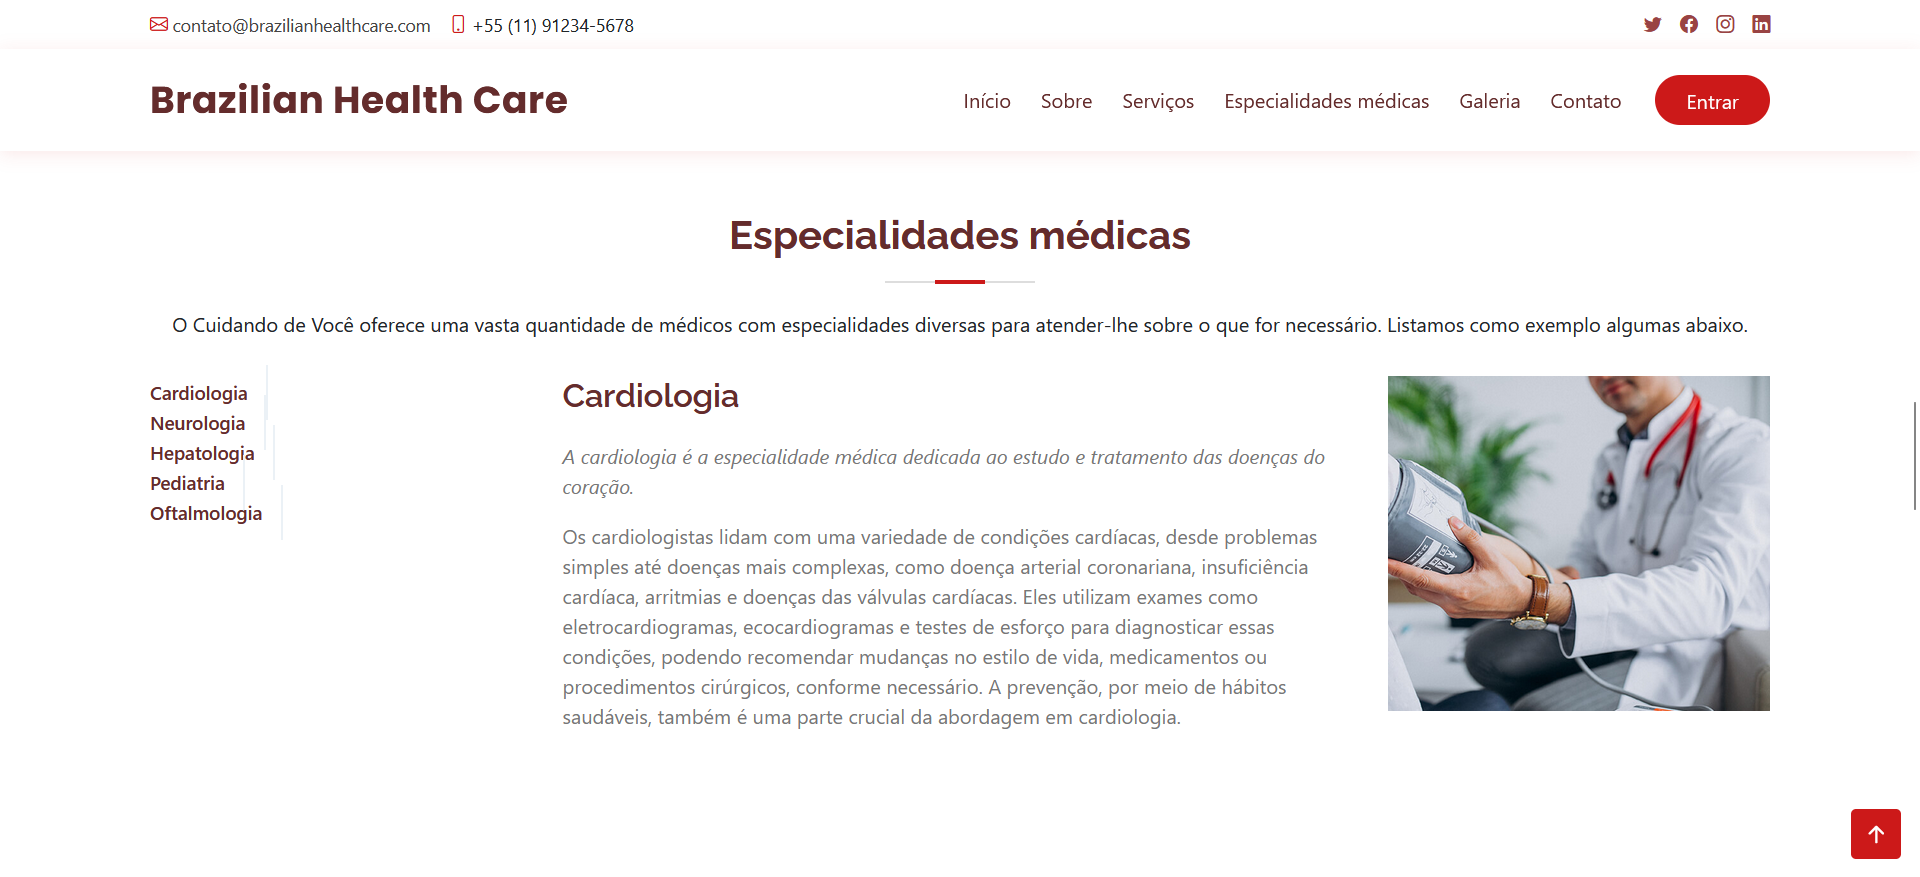 contato@brazilianhealthcare.com +55 (11) 91234-5678
Brazilian Health Care
Início Sobre Serviços Especialidades médicas Galeria Contato Entrar
Especialidades médicas
O Cuidando de Você oferece uma vasta quantidade de médicos com especialidades diversas para atender-lhe sobre o que for necessário. Listamos como exemplo algumas abaixo.
Cardiologia
Neurologia
Hepatologia
Pediatria
Oftalmologia
Cardiologia
A cardiologia é a especialidade médica dedicada ao estudo e tratamento das doenças do
coração.
Os cardiologistas lidam com uma variedade de condições cardíacas, desde problemas
simples até doenças mais complexas, como doença arterial coronariana, insuficiência
cardíaca, arritmias e doenças das válvulas cardíacas. Eles utilizam exames como
eletrocardiogramas, ecocardiogramas e testes de esforço para diagnosticar essas
condições, podendo recomendar mudanças no estilo de vida, medicamentos ou
procedimentos cirúrgicos, conforme necessário. A prevenção, por meio de hábitos
saudáveis, também é uma parte crucial da abordagem em cardiologia.